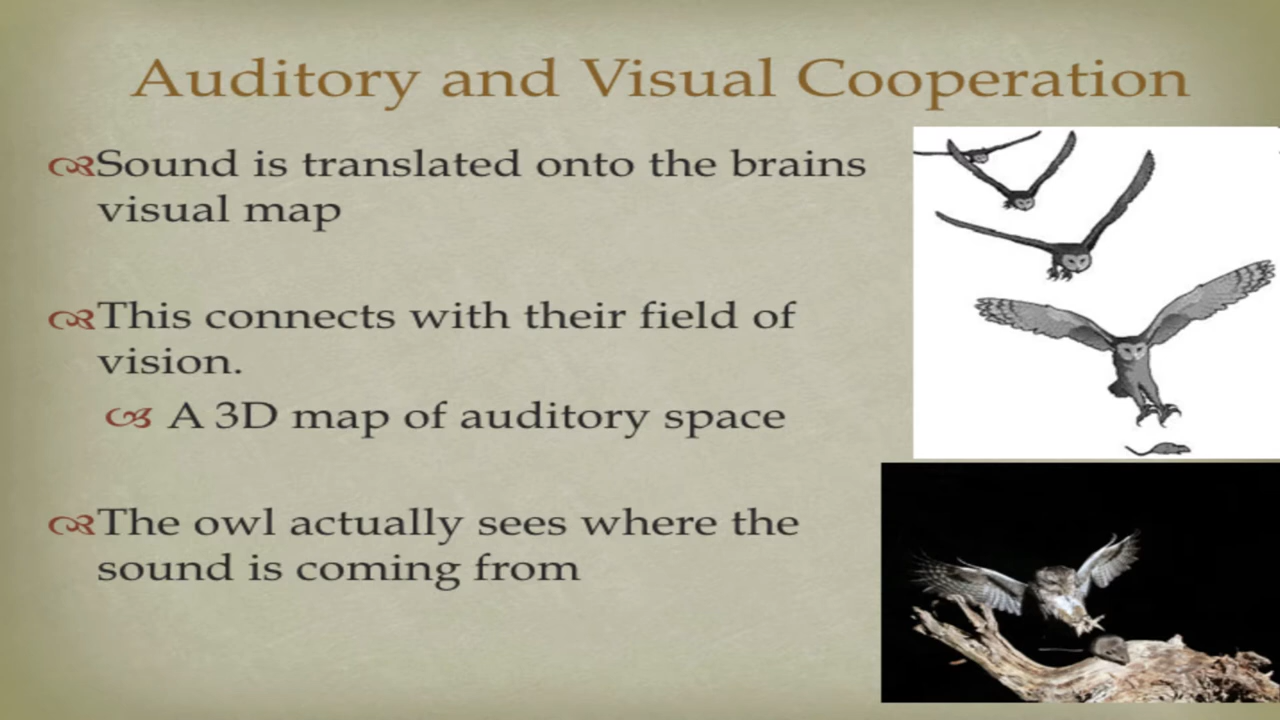 Auditory and Visual Cooperation
Sound is translated onto the brains
visual map
This connects with their field of
vision.
A 3D map of auditory space
The owl actually sees where the
sound is coming from